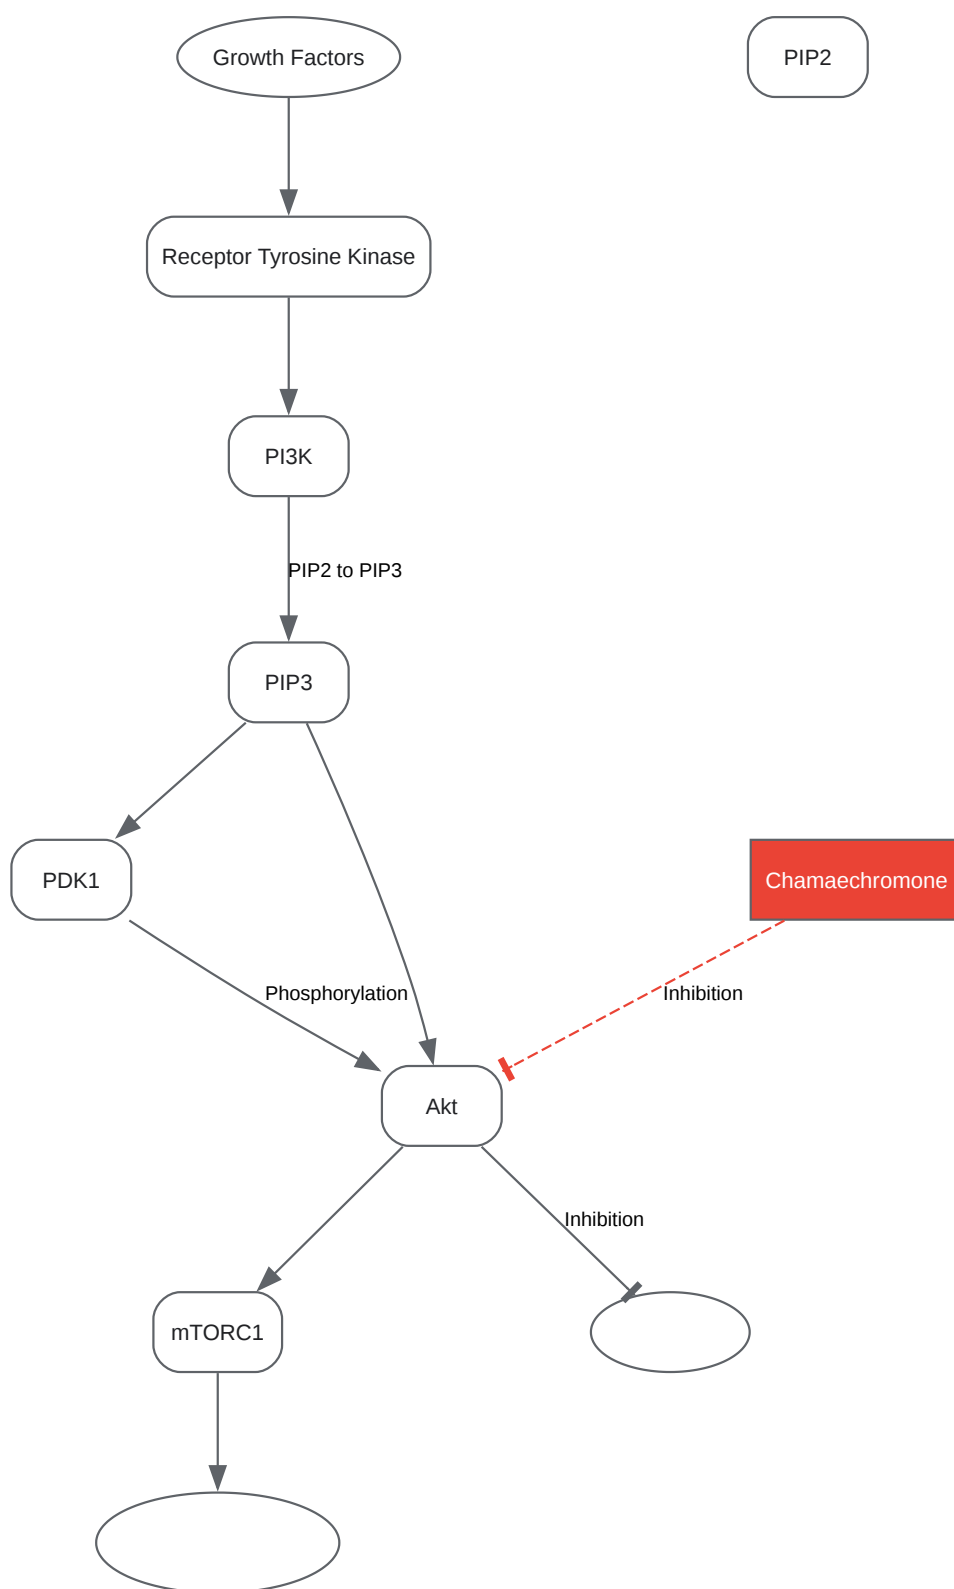 Growth Factors
PIP2
Receptor Tyrosine Kinase
PI3K
PIP2 to PIP3
PIP3
PDK1
Chamaechromone
Phosphorylation
Inhibition
Akt
Inhibition
mTORC1